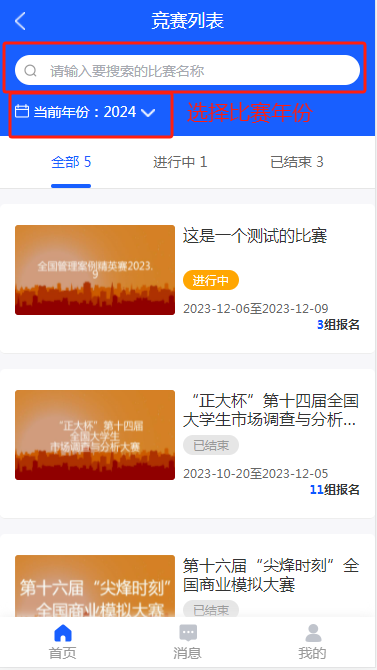 竞赛列表
请输入要搜索的比赛名称
当前年份：2024
选择比赛年份
全部 5
进行中 1
已结束 3
全国管理案例精英赛2023.
9
这是一个测试的比赛
进行中
2023-12-06至2023-12-09
3组报名
“正大杯”第十四届
全国大学生
市场调查与分析大赛
“正大杯”第十四届全国
大学生市场调查与分析...
已结束
2023-10-20至2023-12-05
11组报名
第十六届“尖烽时刻”
全国商业模拟大赛
第十六届“尖烽时刻”全
国商业模拟大赛
已结束
首页
消息
我的